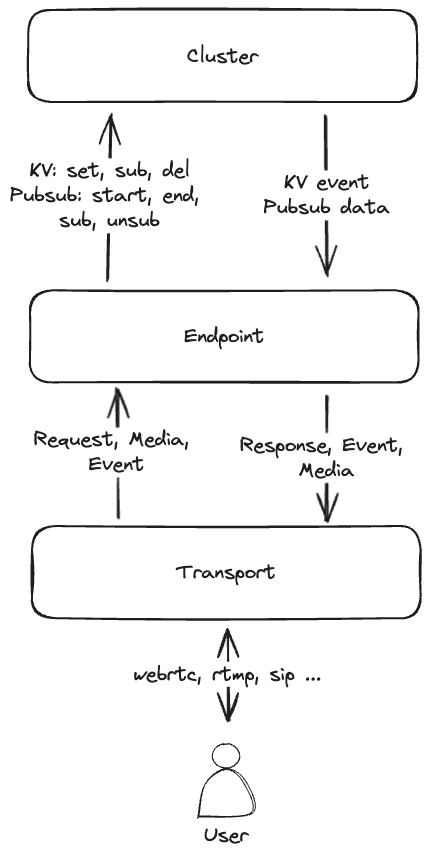 Cluster
KV: set, sub, del
Pubsub: start, end,
sub, unsub
KV event
Pubsub data
Endpoint
Request, Media,
Event
Response, Event,
Media
Transport
webrtc, rtmp, sip ...
User